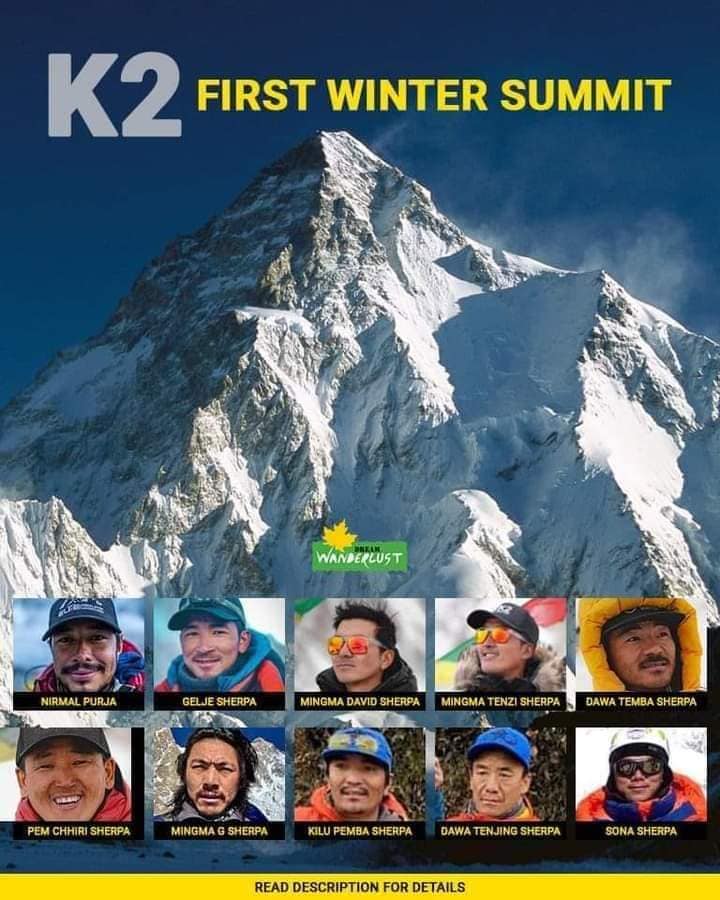 K2 FIRST WINTER SUMMIT
DREAM
WANDERLUST
NIRMAL PURJA
GELJE SHERPA
MINGMA DAVID SHERPA
MINGMA TENZI SHERPA
DAWA TEMBA SHERPA
PEM CHHIRI SHERPA
MINGMA G SHERPA
KILU PEMBA SHERPA
DAWA TENJING SHERPA
SONA SHERPA
READ DESCRIPTION FOR DETAILS